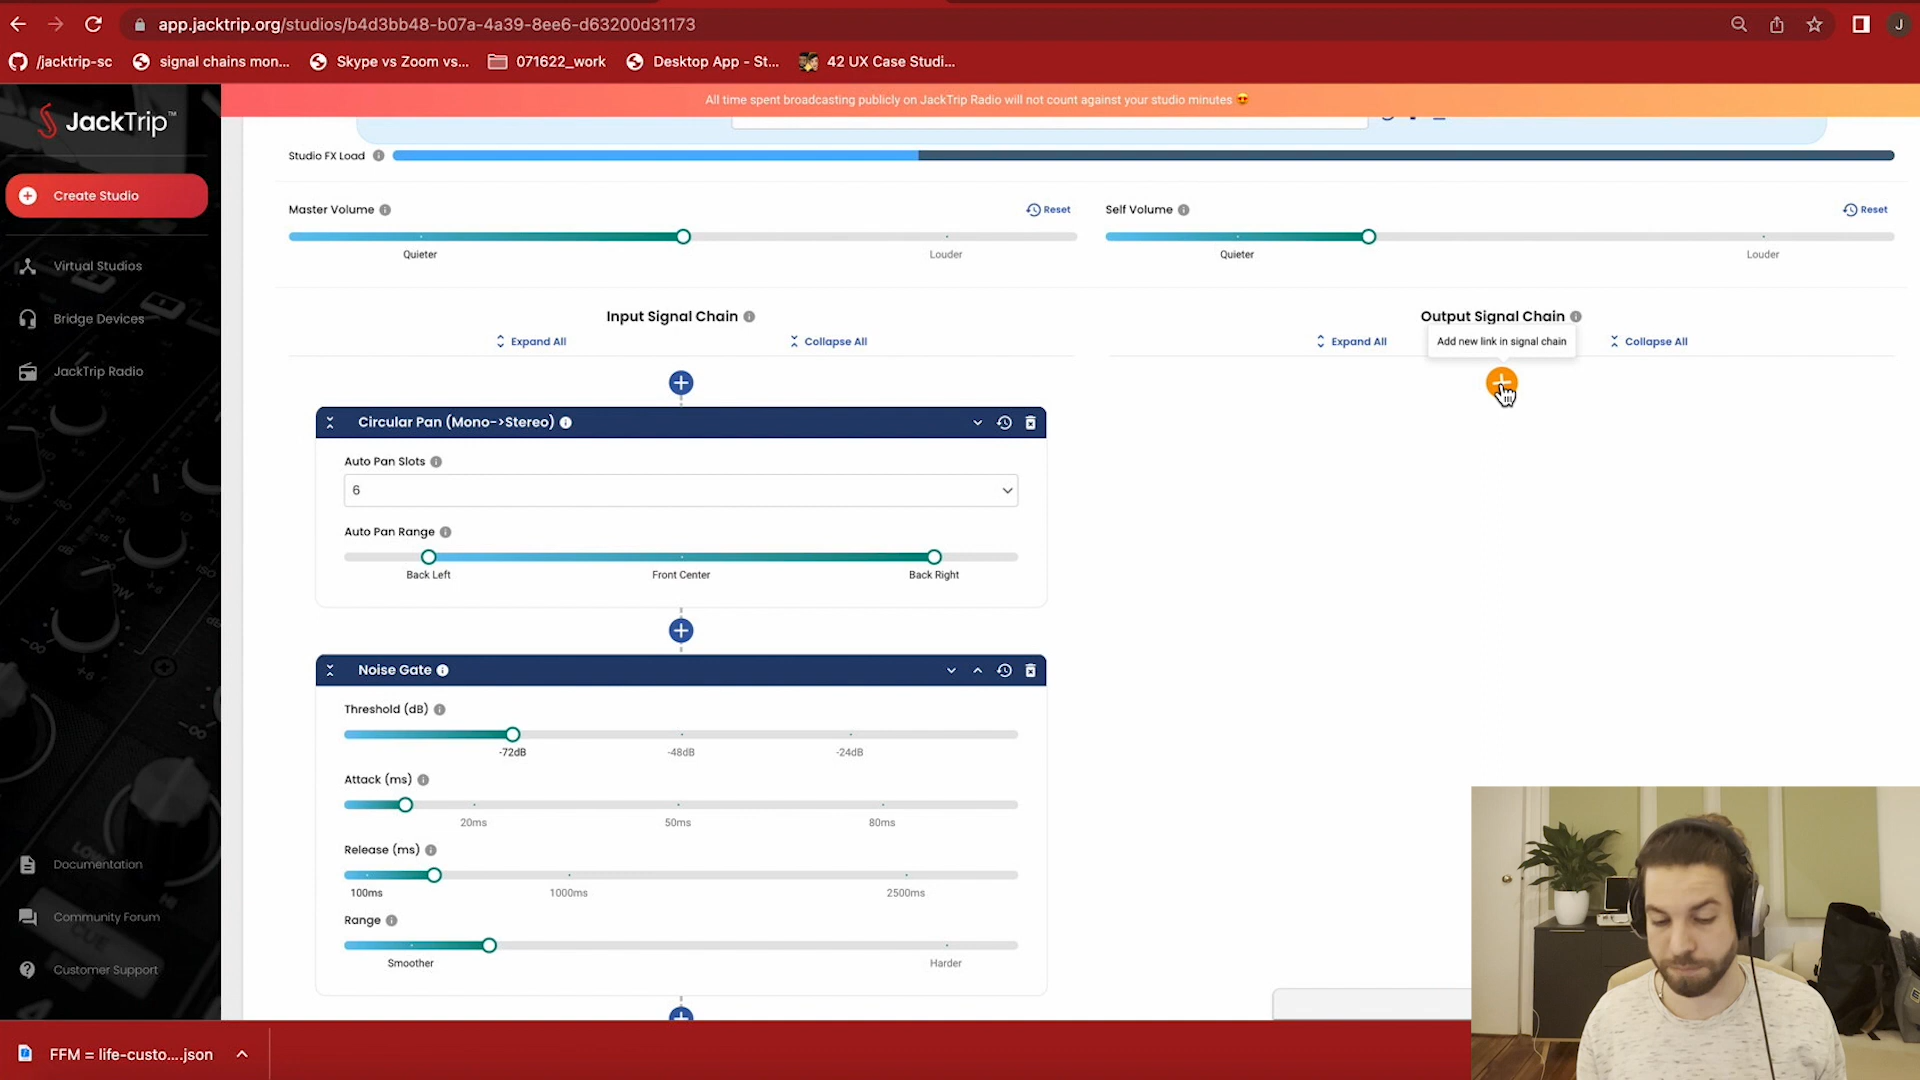 app.jacktrip.org/studios/b4d3bb48-b07a-4a39-8ee6-d63200d31173
J
/jacktrip-sc
signal chains mon...
Skype vs Zoom vs...
071622_work
Desktop App - St...
42 UX Case Studi...
JackTrip™
All time spent broadcasting publicly on JackTrip Radio will not count against your studio minutes 😍
Create Studio
Virtual Studios
Bridge Devices
JackTrip Radio
Documentation
Community Forum
Customer Support
Studio FX Load
Master Volume
Reset
Quieter
Louder
Self Volume
Reset
Quieter
Louder
Input Signal Chain
Expand All
Collapse All
Output Signal Chain
Expand All
Add new link in signal chain
Collapse All
Circular Pan (Mono->Stereo)
Auto Pan Slots
6
Auto Pan Range
Back Left
Front Center
Back Right
Noise Gate
Threshold (dB)
-72dB
-48dB
-24dB
Attack (ms)
20ms
50ms
80ms
Release (ms)
100ms
1000ms
2500ms
Range
Smoother
Harder
FFM = life-custo....json